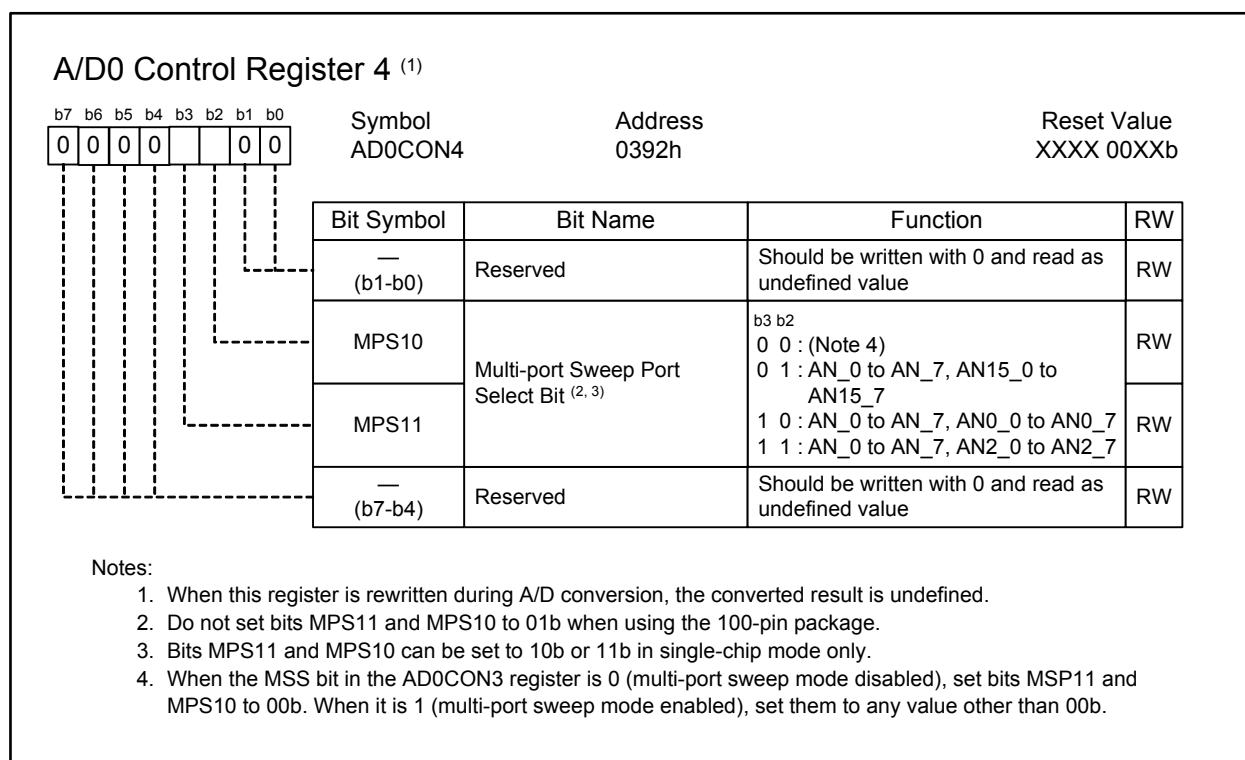 A/D0 Control Register 4 (1)
b7 b6 b5 b4 b3 b2 b1 b0
0 0 0 0 0 0
Symbol Address Reset Value
AD0CON4 0392h XXXX 00XXb
Bit Symbol Bit Name Function RW
—
(b1-b0)
Reserved
Should be written with 0 and read as
undefined value
RW
MPS10
MPS11
Multi-port Sweep Port
Select Bit (2, 3)
b3 b2
0 0 : (Note 4)
0 1 : AN_0 to AN_7, AN15_0 to
AN15_7
1 0 : AN_0 to AN_7, AN0_0 to AN0_7
1 1 : AN_0 to AN_7, AN2_0 to AN2_7
RW
RW
—
(b7-b4)
Reserved
Should be written with 0 and read as
undefined value
RW
Notes:
1. When this register is rewritten during A/D conversion, the converted result is undefined.
2. Do not set bits MPS11 and MPS10 to 01b when using the 100-pin package.
3. Bits MPS11 and MPS10 can be set to 10b or 11b in single-chip mode only.
4. When the MSS bit in the AD0CON3 register is 0 (multi-port sweep mode disabled), set bits MSP11 and
MPS10 to 00b. When it is 1 (multi-port sweep mode enabled), set them to any value other than 00b.